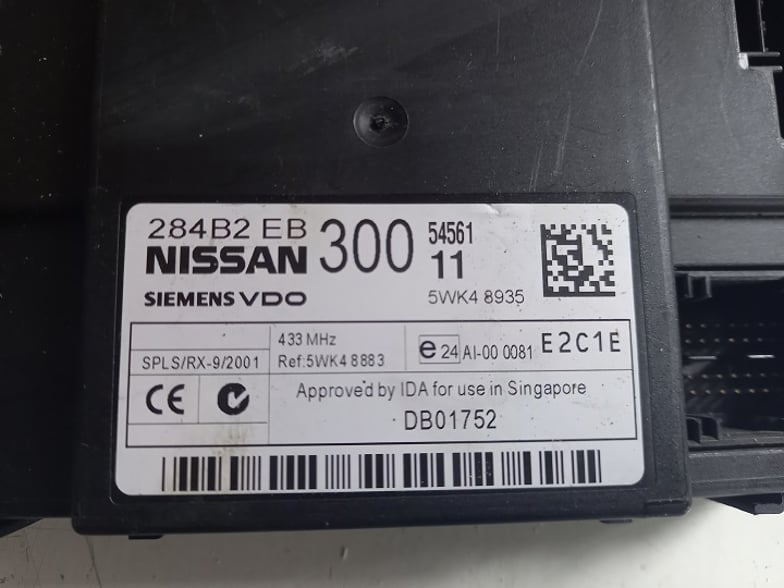 284B2 EB 300 54561
NISSAN 11
SIEMENS VDO 5WK4 8935
433 MHz
SPLS/RX-9/2001 Ref:5WK4 8883 e 24 AI-00 0081 E2C1E
CE Approved by IDA for use in Singapore
DB01752